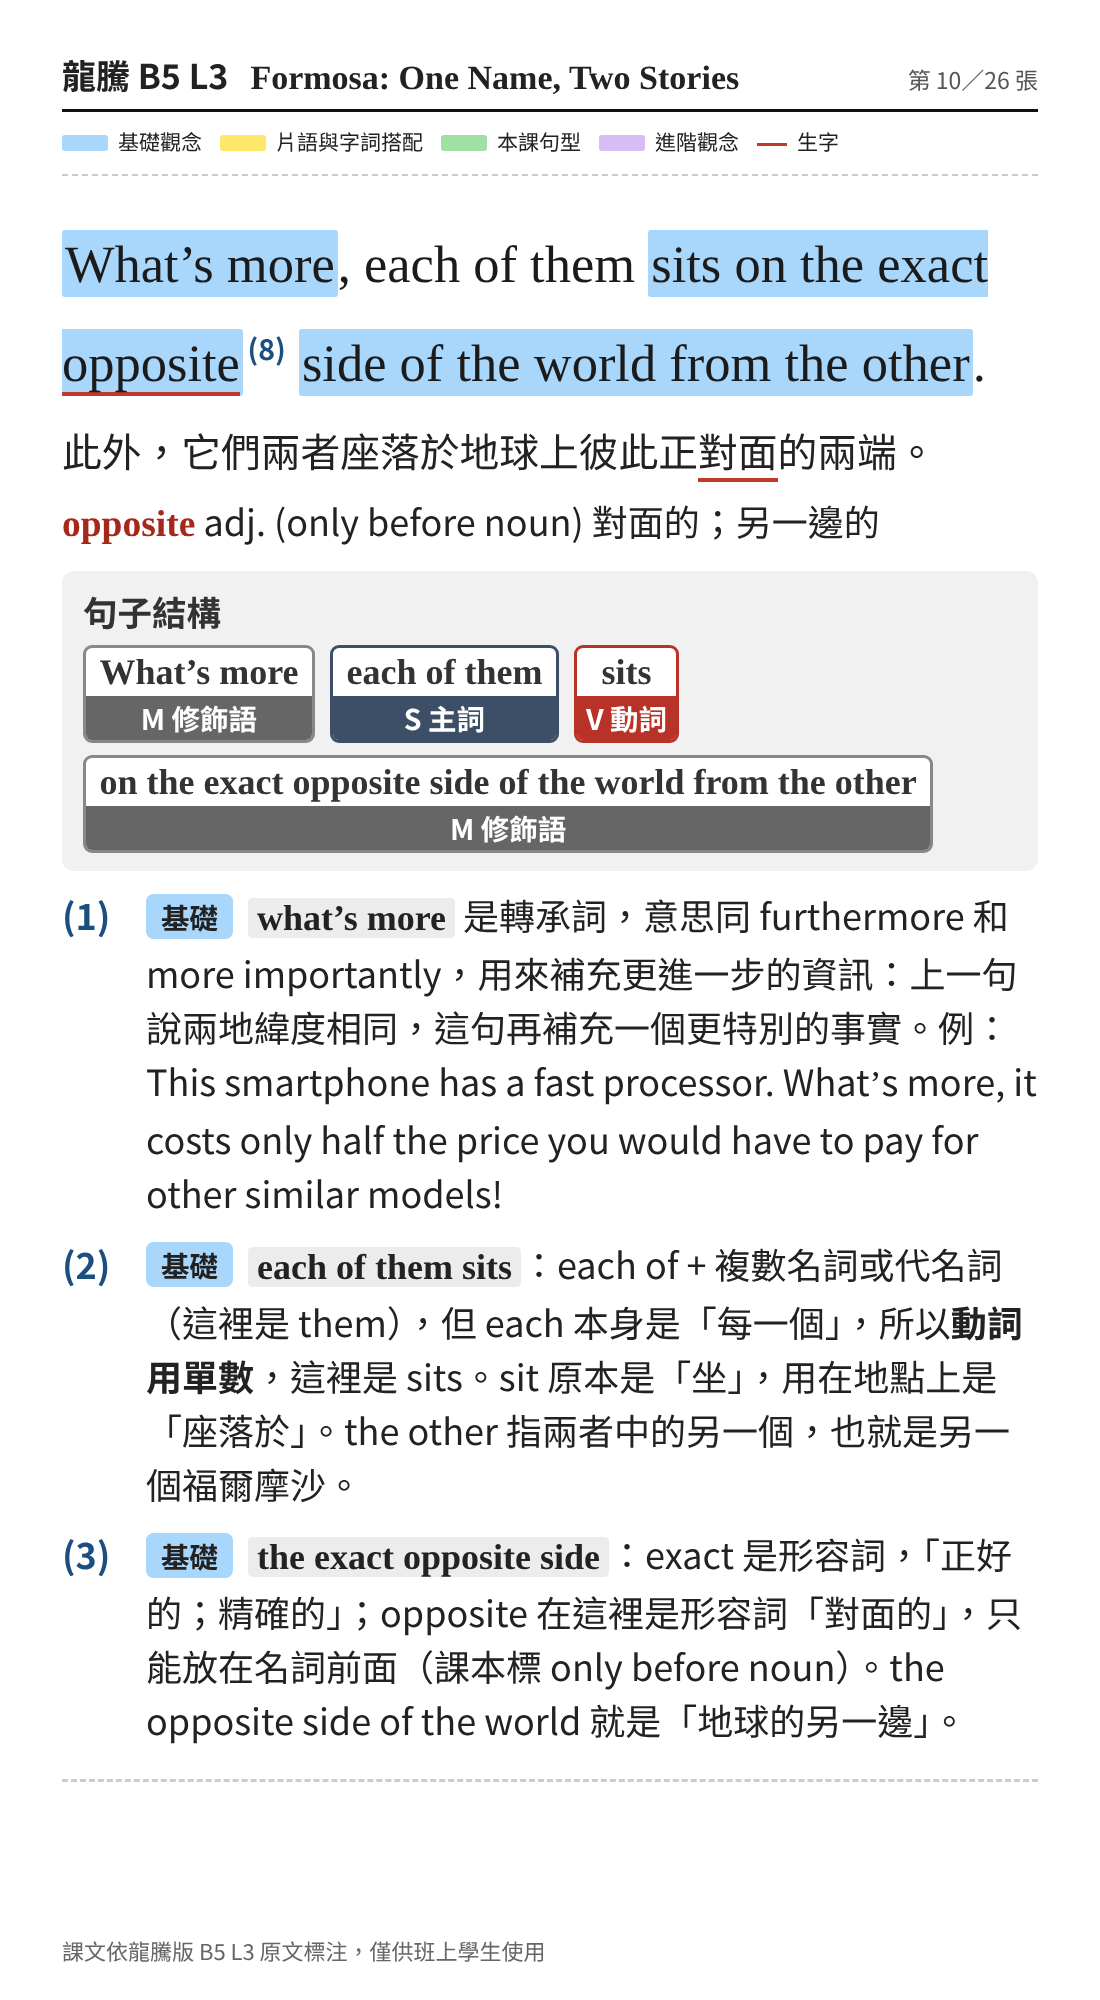 龍騰 B5 L3 Formosa: One Name, Two Stories 第 10／26 張
基礎觀念 片語與字詞搭配 本課句型 進階觀念 生字
What’s more, each of them sits on the exact
opposite(8) side of the world from the other.
此外，它們兩者座落於地球上彼此正對面的兩端。
opposite adj. (only before noun) 對面的；另一邊的
句子結構
What’s more each of them sits
M 修飾語 S 主詞 V 動詞
on the exact opposite side of the world from the other
M 修飾語
(1) 基礎 what’s more 是轉承詞，意思同 furthermore 和
more importantly，用來補充更進一步的資訊：上一句
說兩地緯度相同，這句再補充一個更特別的事實。例：
This smartphone has a fast processor. What’s more, it
costs only half the price you would have to pay for
other similar models!
(2) 基礎 each of them sits：each of + 複數名詞或代名詞
（這裡是 them），但 each 本身是「每一個」，所以動詞
用單數，這裡是 sits。sit 原本是「坐」，用在地點上是
「座落於」。the other 指兩者中的另一個，也就是另一
個福爾摩沙。
(3) 基礎 the exact opposite side：exact 是形容詞，「正好
的；精確的」；opposite 在這裡是形容詞「對面的」，只
能放在名詞前面（課本標 only before noun）。the
opposite side of the world 就是「地球的另一邊」。
課文依龍騰版 B5 L3 原文標注，僅供班上學生使用